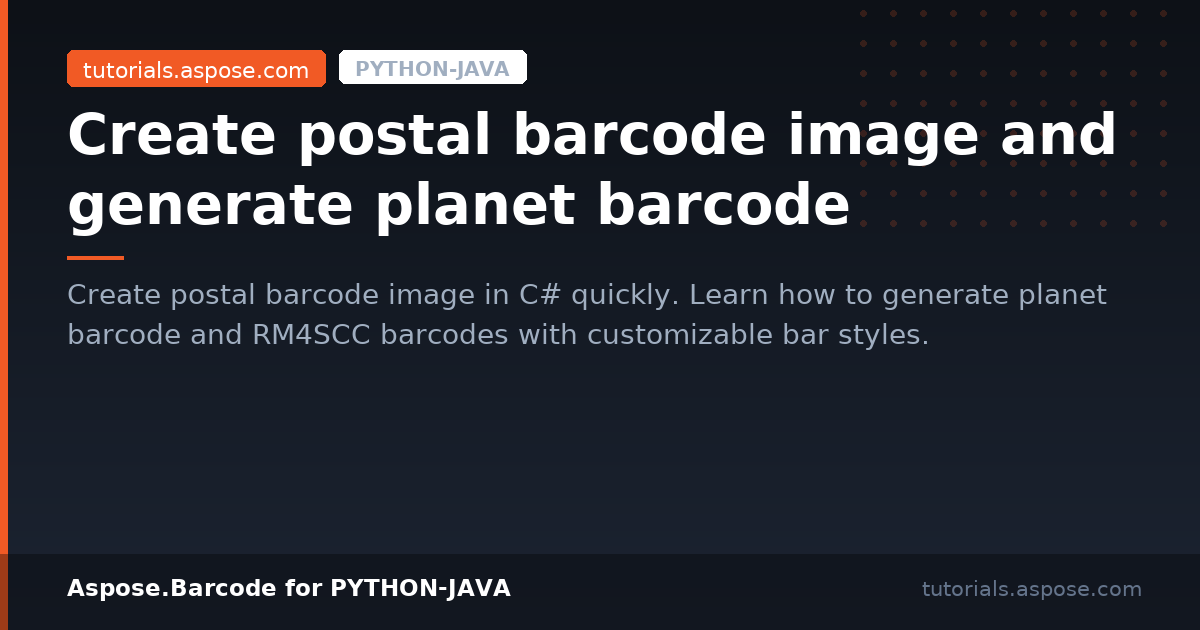 tutorials.aspose.com PYTHON-JAVA
Create postal barcode image and
generate planet barcode
Create postal barcode image in C# quickly. Learn how to generate planet
barcode and RM4SCC barcodes with customizable bar styles.
Aspose.Barcode for PYTHON-JAVA tutorials.aspose.com